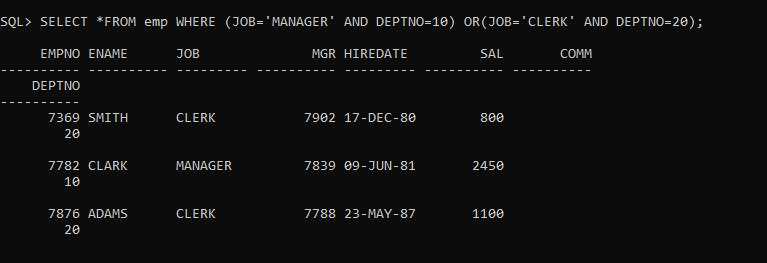 SQL> SELECT *FROM emp WHERE (JOB='MANAGER' AND DEPTNO=10) OR(JOB='CLERK' AND DEPTNO=20);
EMPNO ENAME JOB MGR HIREDATE SAL COMM
---------- ---------- --------- ---------- --------- ---------- ----------
DEPTNO
----------
7369 SMITH CLERK 7902 17-DEC-80 800
20
7782 CLARK MANAGER 7839 09-JUN-81 2450
10
7876 ADAMS CLERK 7788 23-MAY-87 1100
20